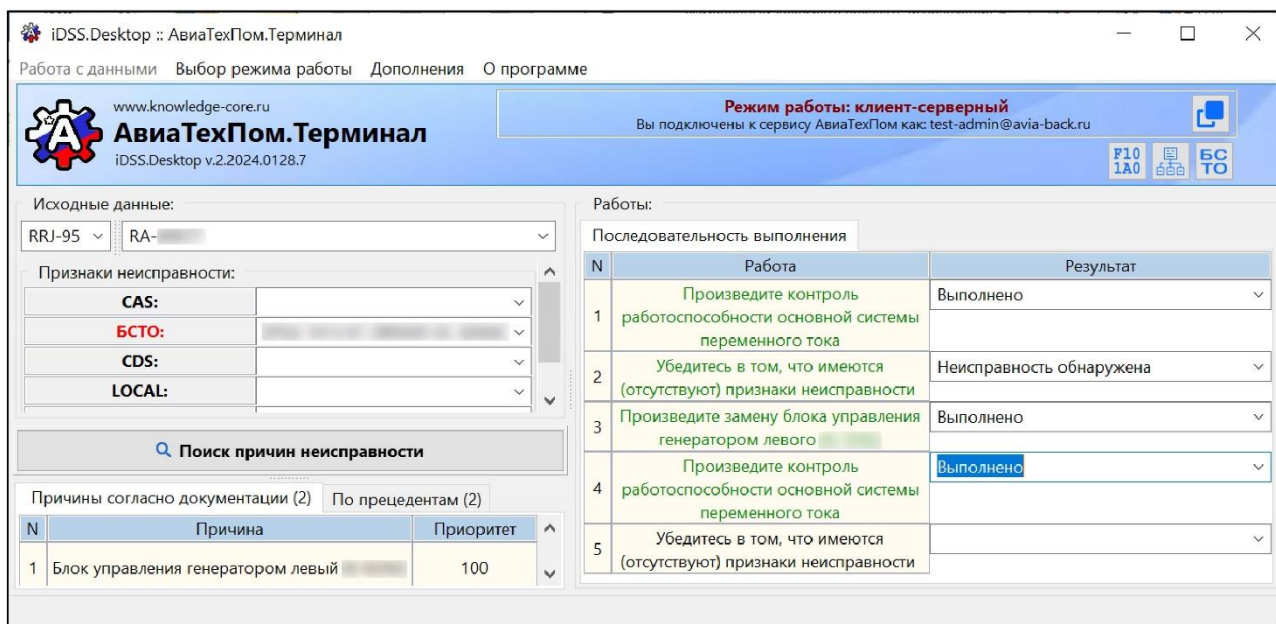 iDSS.Desktop :: АвиаТехПом.Терминал
Работа с данными Выбор режима работы Дополнения О программе
www.knowledge-core.ru
АвиаТехПом.Терминал
iDSS.Desktop v.2.2024.0128.7
Режим работы: клиент-серверный
Вы подключены к сервису АвиаТехПом как: test-admin@avia-back.ru
F10
1A0
БС
ТО
Исходные данные:
RRJ-95
RA-
Признаки неисправности:
CAS:
БСТО:
CDS:
LOCAL:
Поиск причин неисправности
Причины согласно документации (2) По прецедентам (2)
N Причина Приоритет
1 Блок управления генератором левый 100
Работы:
Последовательность выполнения
N Работа Результат
1 Произведите контроль
работоспособности основной системы
переменного тока
Выполнено
2 Убедитесь в том, что имеются
(отсутствуют) признаки неисправности
Неисправность обнаружена
3 Произведите замену блока управления
генератором левого
Выполнено
4 Произведите контроль
работоспособности основной системы
переменного тока
Выполнено
5 Убедитесь в том, что имеются
(отсутствуют) признаки неисправности